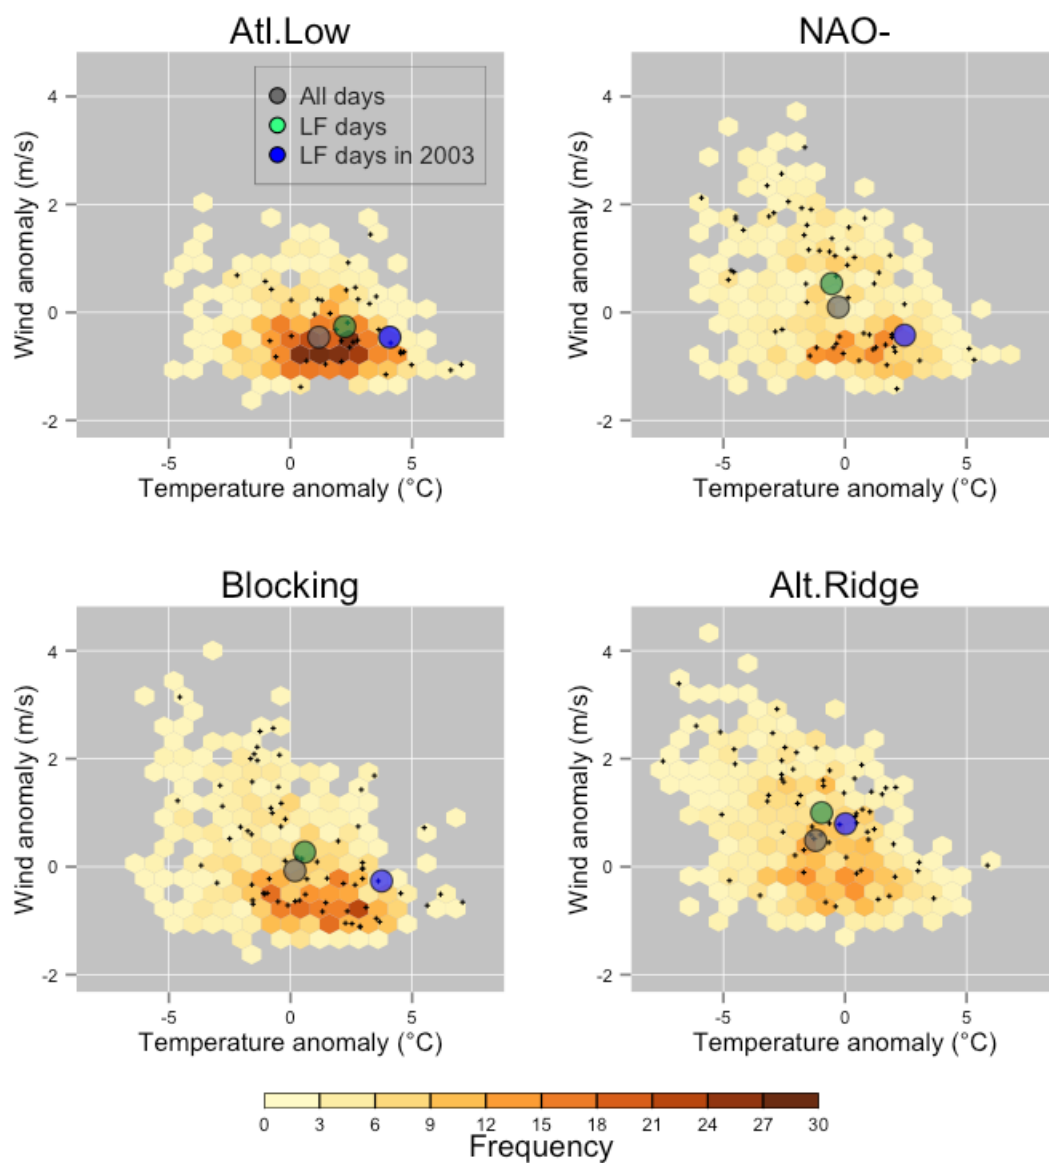 Atl.Low
NAO-
All days
LF days
LF days in 2003
Wind anomaly (m/s)
4
2
0
-2
-5 0 5
Temperature anomaly (°C)
Wind anomaly (m/s)
4
2
0
-2
-5 0 5
Temperature anomaly (°C)
Blocking
Alt.Ridge
Wind anomaly (m/s)
4
2
0
-2
-5 0 5
Temperature anomaly (°C)
Wind anomaly (m/s)
4
2
0
-2
-5 0 5
Temperature anomaly (°C)
0 3 6 9 12 15 18 21 24 27 30
Frequency